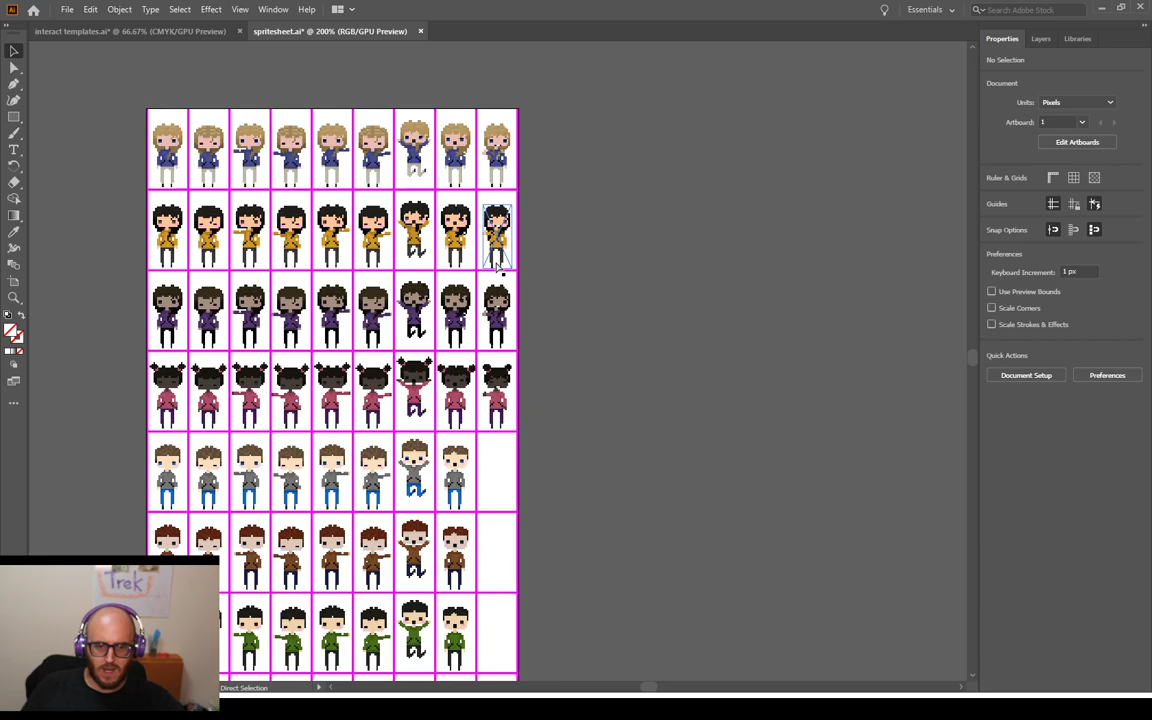 Ai File Edit Object Type Select Effect View Window Help Essentials Search Adobe Stock
interact templates.ai* @ 66.67% (CMYK/GPU Preview) × spritesheet.ai* @ 200% (RGB/GPU Preview) ×
Properties Layers Libraries
No Selection
Document
Units: Pixels
Artboard: 1
Edit Artboards
Ruler & Grids
Guides
Snap Options
Preferences
Keyboard Increment: 1 px
Use Preview Bounds
Scale Corners
Scale Strokes & Effects
Quick Actions
Document Setup Preferences
Trek
Direct Selection